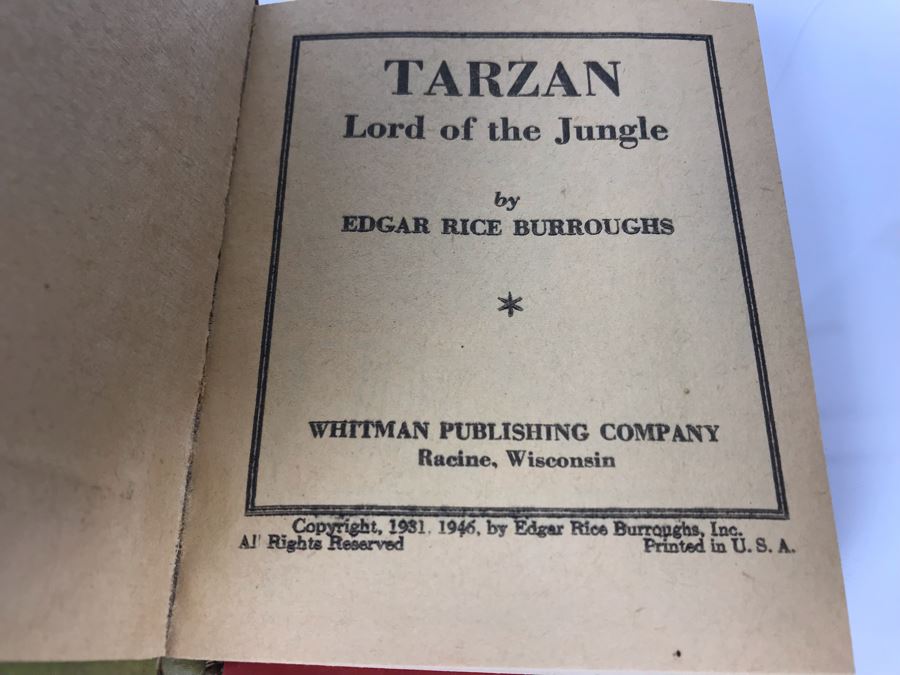 TARZAN
Lord of the Jungle
by
EDGAR RICE BURROUGHS
*
WHITMAN PUBLISHING COMPANY
Racine, Wisconsin
Copyright, 1931, 1946, by Edgar Rice Burroughs, Inc.
All Rights Reserved Printed in U. S. A.